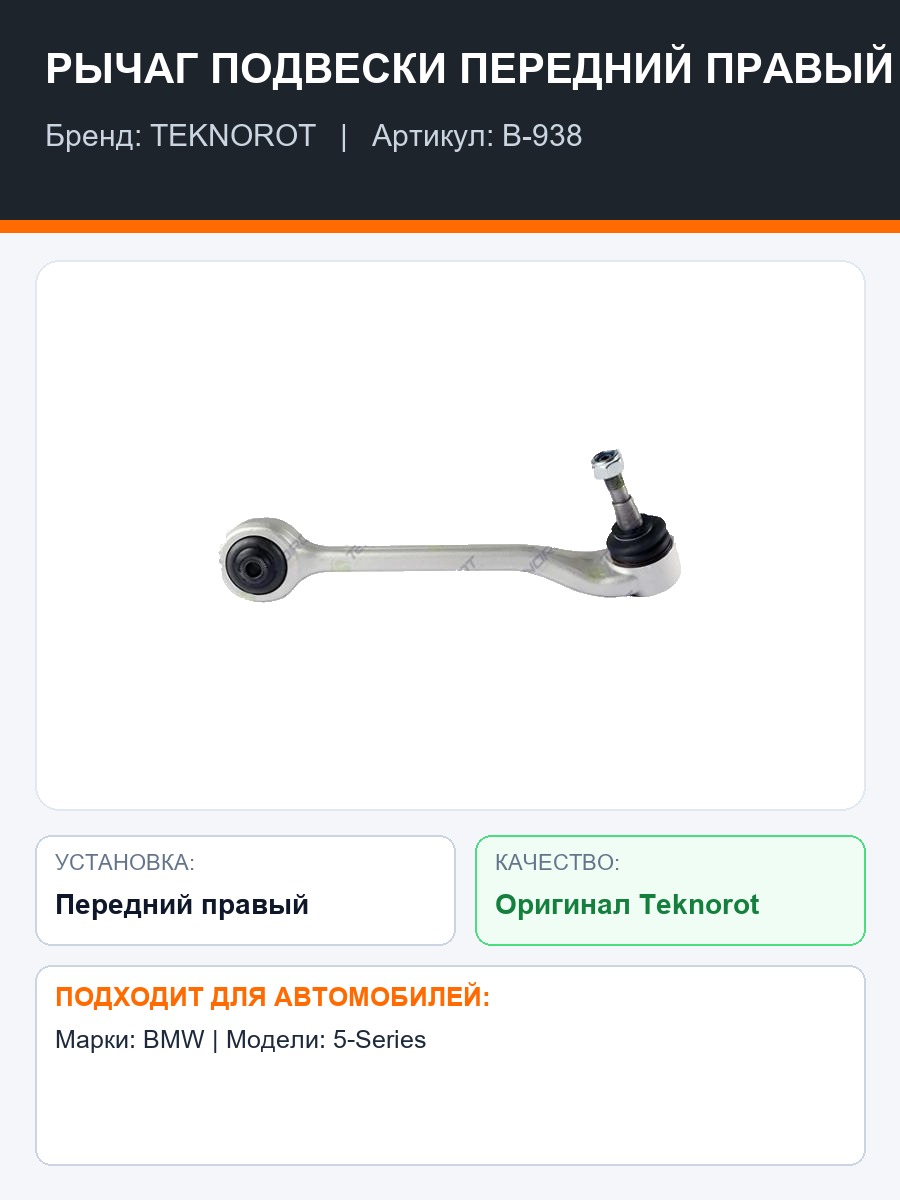 РЫЧАГ ПОДВЕСКИ ПЕРЕДНИЙ ПРАВЫЙ
Бренд: TEKNOROT | Артикул: B-938
УСТАНОВКА:
Передний правый
КАЧЕСТВО:
Оригинал Teknorot
ПОДХОДИТ ДЛЯ АВТОМОБИЛЕЙ:
Марки: BMW | Модели: 5-Series